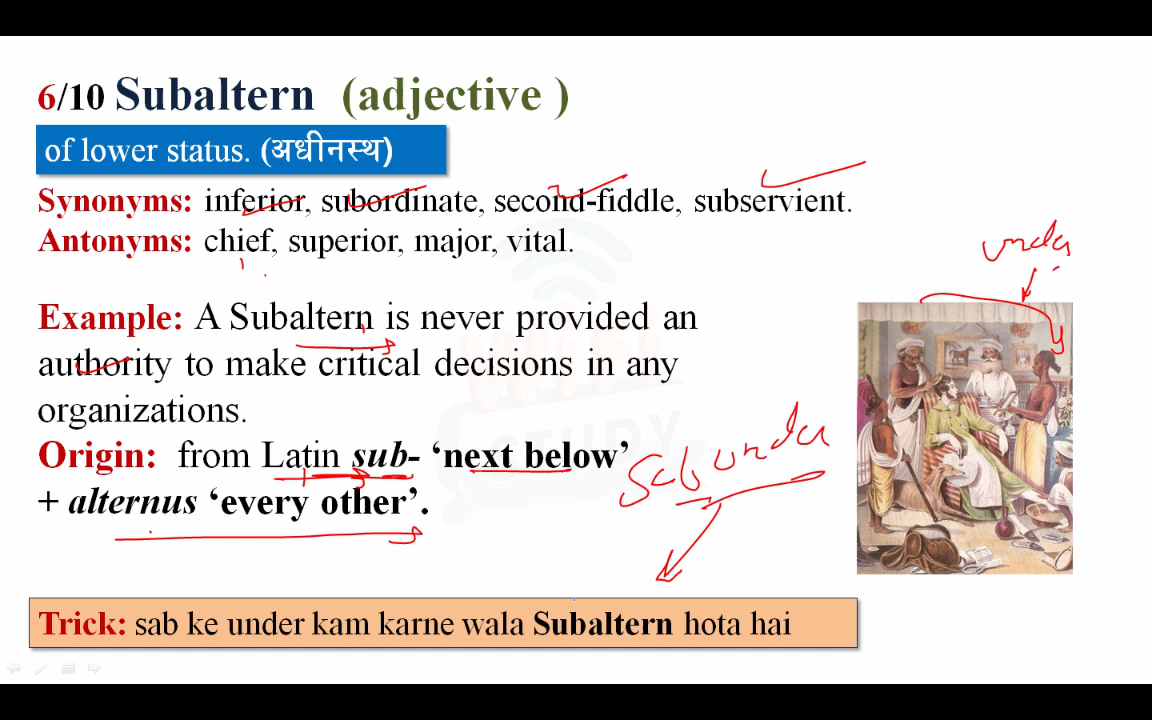 6/10 Subaltern (adjective )
of lower status. (अधीनस्थ)
Synonyms: inferior, subordinate, second-fiddle, subservient.
Antonyms: chief, superior, major, vital.
under
Example: A Subaltern is never provided an
authority to make critical decisions in any
organizations.
Origin: from Latin sub- ‘next below’
+ alternus ‘every other’.
Sab under
Trick: sab ke under kam karne wala Subaltern hota hai
STUDY